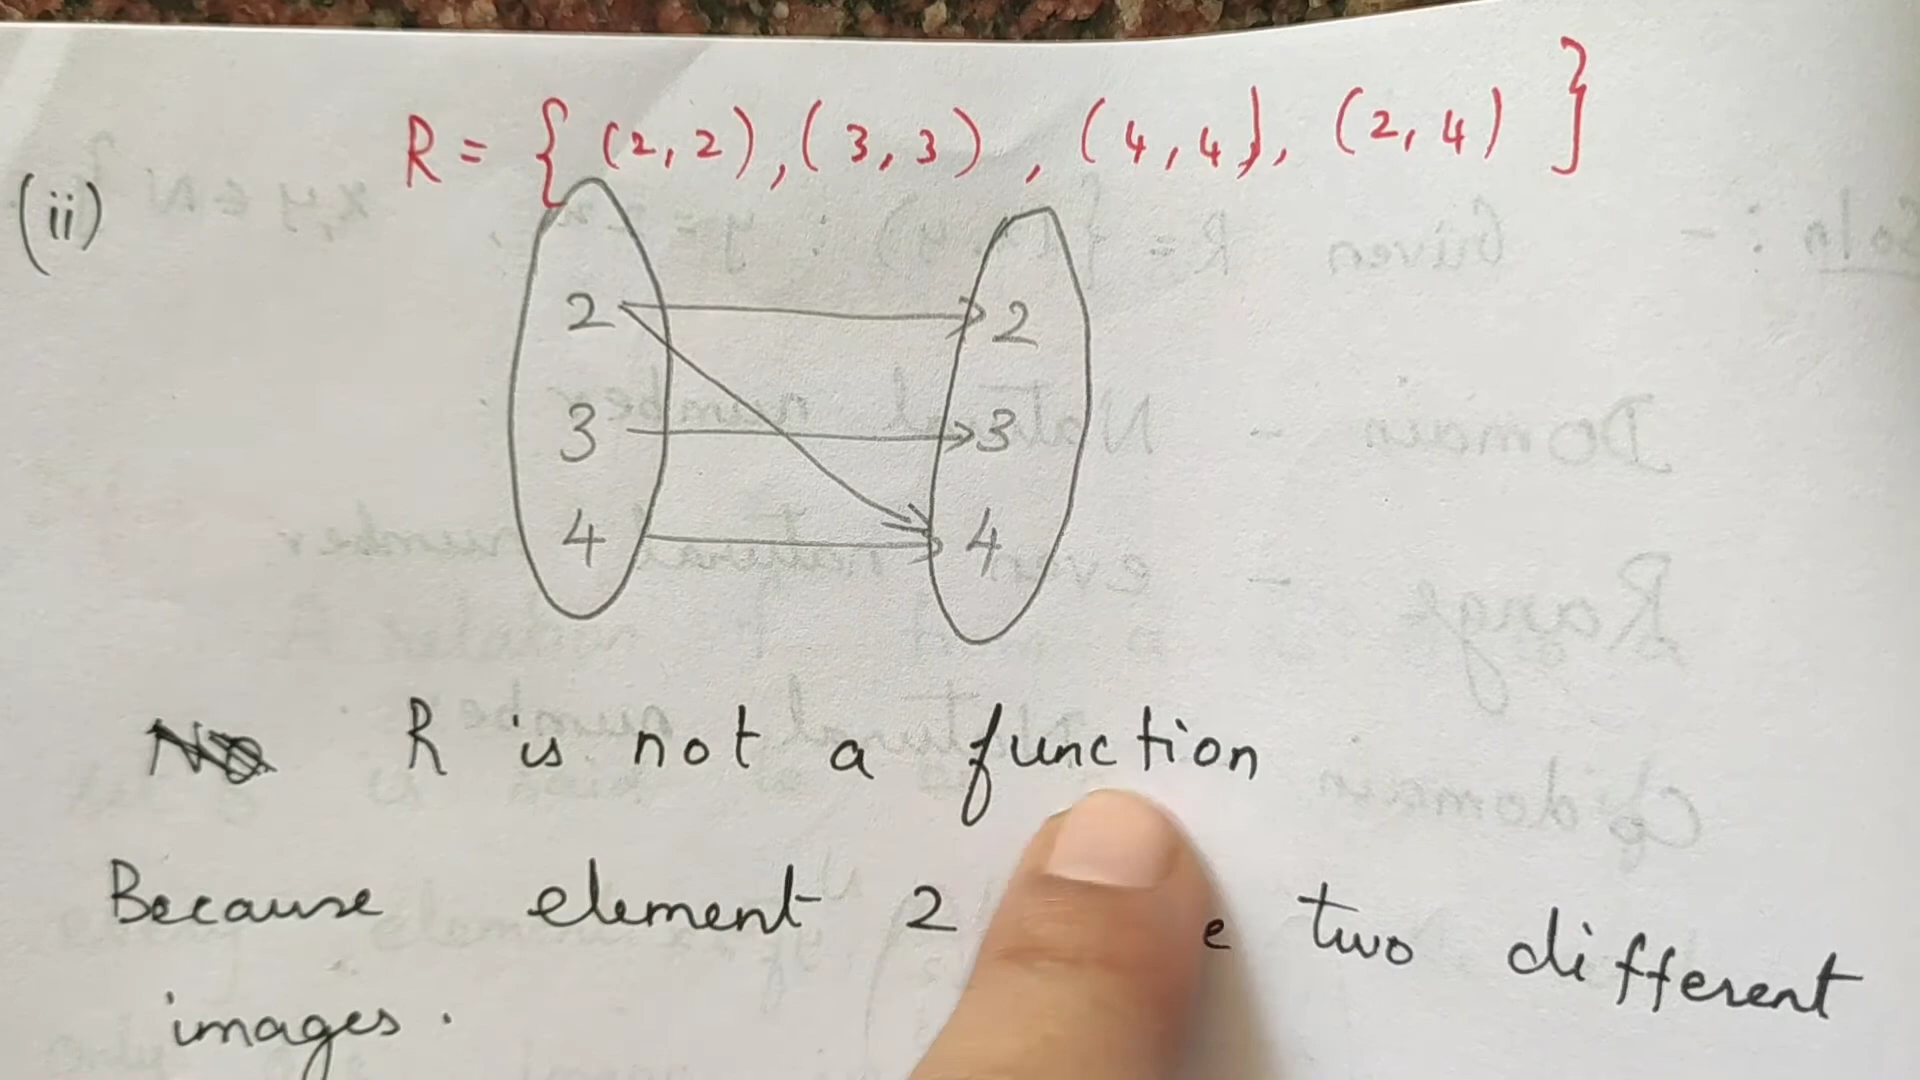 R = { (2,2), (3,3), (4,4), (2,4) }
(ii)
2 2
3 3
4 4
R is not a function
Because element 2 two different
images.